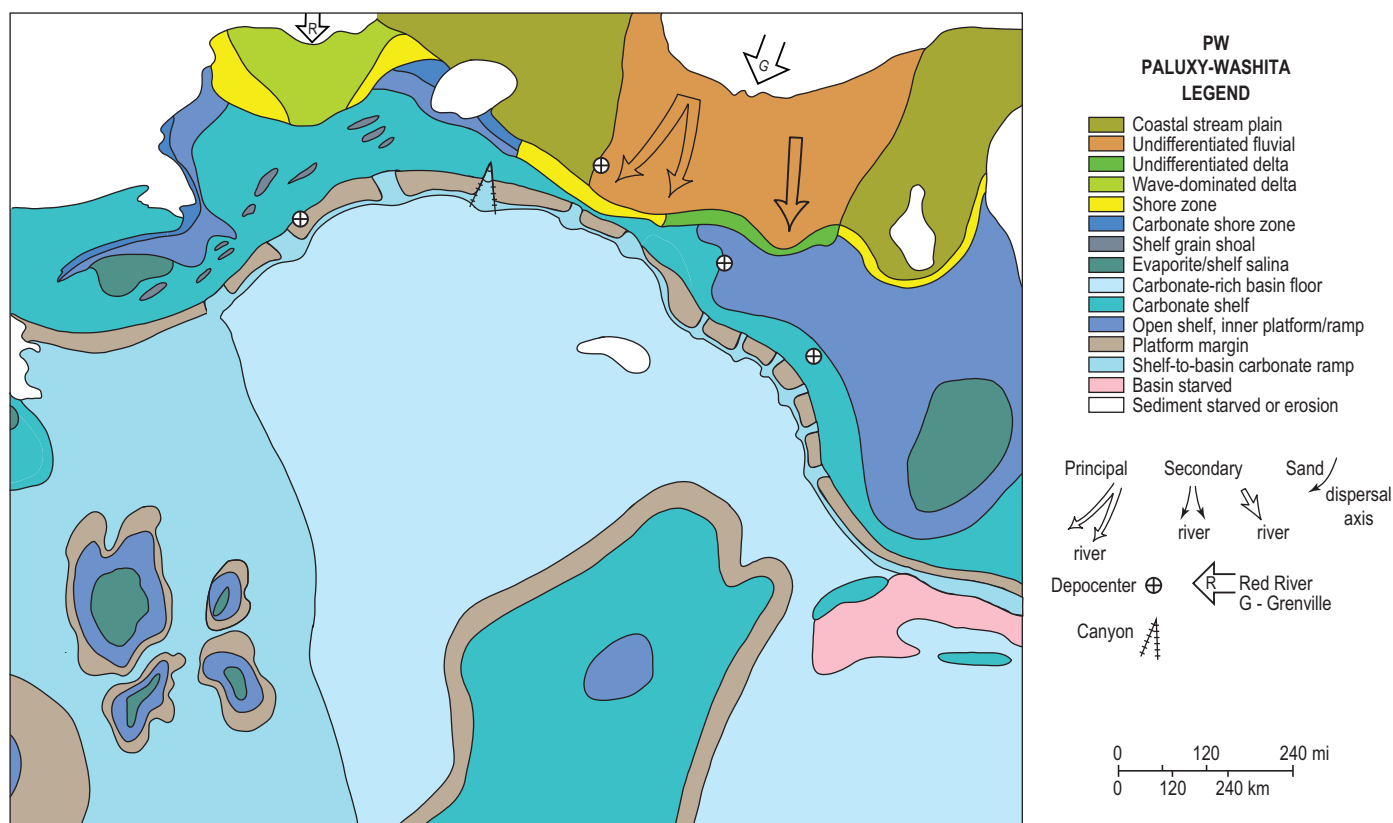 R
G
PW
PALUXY-WASHITA
LEGEND
Coastal stream plain
Undifferentiated fluvial
Undifferentiated delta
Wave-dominated delta
Shore zone
Carbonate shore zone
Shelf grain shoal
Evaporite/shelf salina
Carbonate-rich basin floor
Carbonate shelf
Open shelf, inner platform/ramp
Platform margin
Shelf-to-basin carbonate ramp
Basin starved
Sediment starved or erosion
Principal
river
Secondary
river
river
Sand
dispersal
axis
Depocenter
R
Red River
G - Grenville
Canyon
0 120 240 mi
0 120 240 km